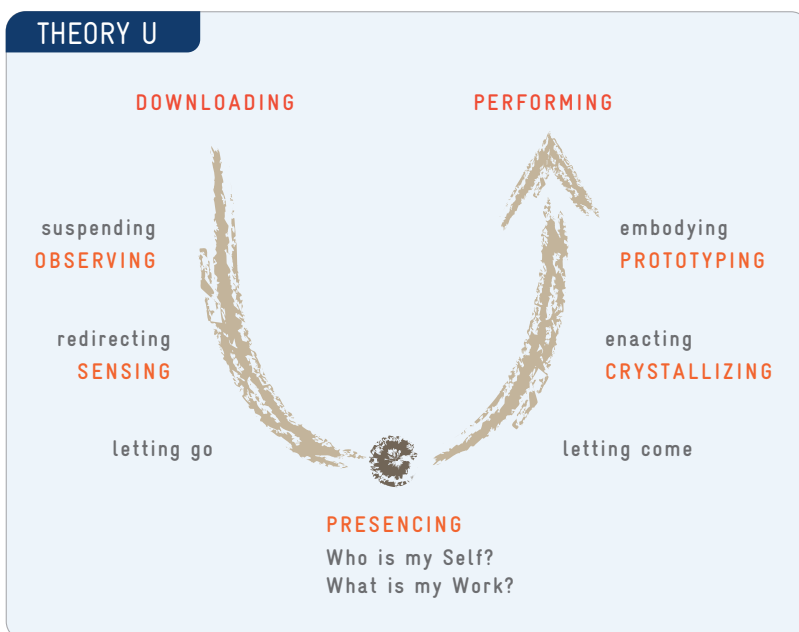 THEORY U
DOWNLOADING
PERFORMING
suspending
OBSERVING
embodying
PROTOTYPING
redirecting
SENSING
enacting
CRYSTALLIZING
letting go
letting come
PRESENCING
Who is my Self?
What is my Work?